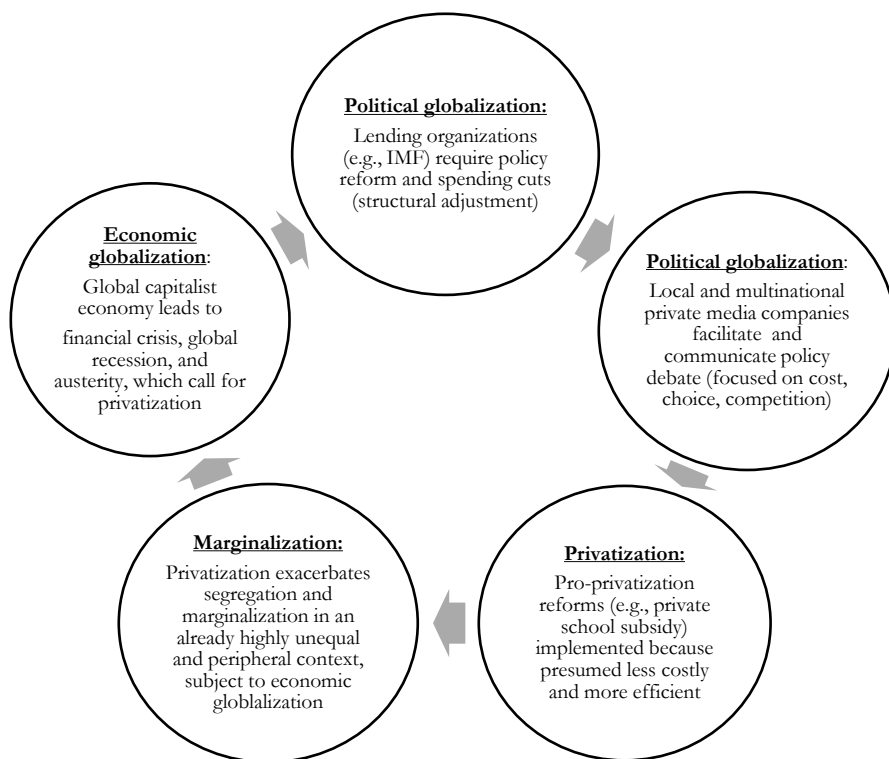 Political globalization:
Lending organizations
(e.g., IMF) require policy
reform and spending cuts
(structural adjustment)
Political globalization:
Local and multinational
private media companies
facilitate and
communicate policy
debate (focused on cost,
choice, competition)
Privatization:
Pro-privatization
reforms (e.g., private
school subsidy)
implemented because
presumed less costly
and more efficient
Marginalization:
Privatization exacerbates
segregation and
marginalization in an
already highly unequal
and peripheral context,
subject to economic
globlalization
Economic
globalization:
Global capitalist
economy leads to
financial crisis, global
recession, and
austerity, which call for
privatization